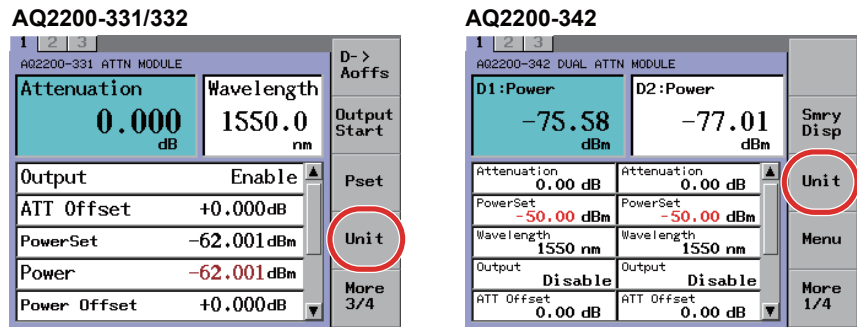 AQ2200-331/332
1 2 3
AQ2200-331 ATTN MODULE
Attenuation
0.000
dB
Wavelength
1550.0
nm
Output Enable
ATT Offset +0.000dB
PowerSet -62.001dBm
Power -62.001dBm
Power Offset +0.000dB
D->
Aoffs
Output
Start
Pset
Unit
More
3/4
AQ2200-342
1 2 3
AQ2200-342 DUAL ATTN MODULE
D1:Power
-75.58
dBm
D2:Power
-77.01
dBm
Attenuation Attenuation
0.00 dB 0.00 dB
PowerSet PowerSet
-50.00 dBm -50.00 dBm
Wavelength Wavelength
1550 nm 1550 nm
Output Output
Disable Disable
ATT Offset ATT Offset
0.00 dB 0.00 dB
Smry
Disp
Unit
Menu
More
1/4